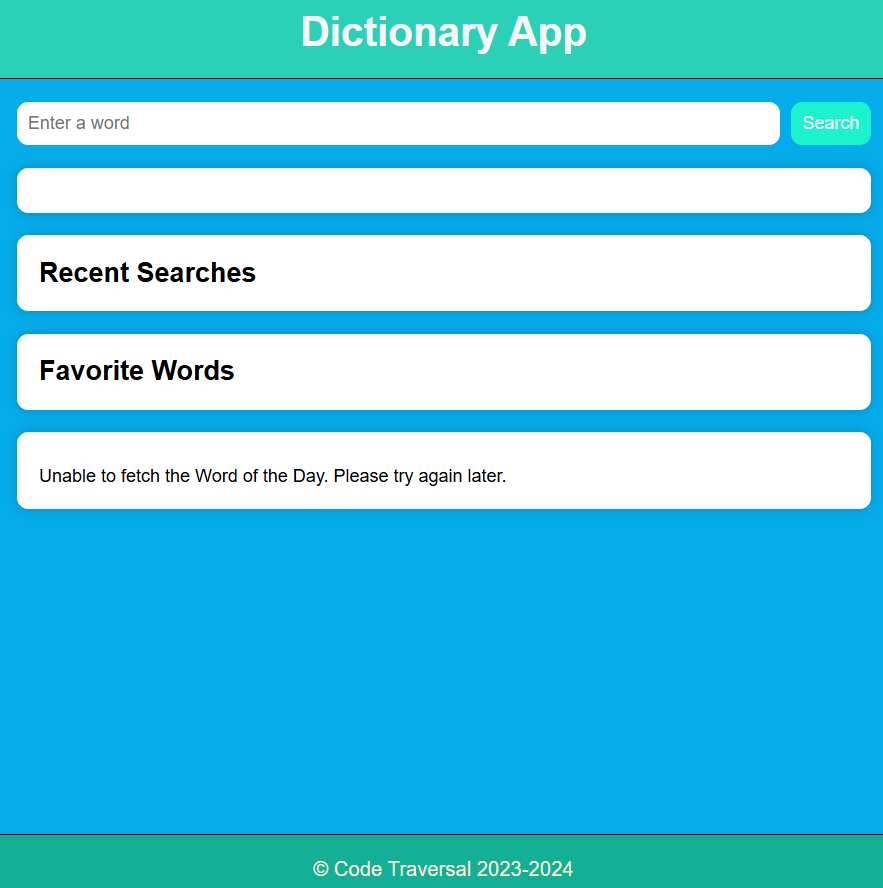 Dictionary App
Enter a word
Search
Recent Searches
Favorite Words
Unable to fetch the Word of the Day. Please try again later.
© Code Traversal 2023-2024